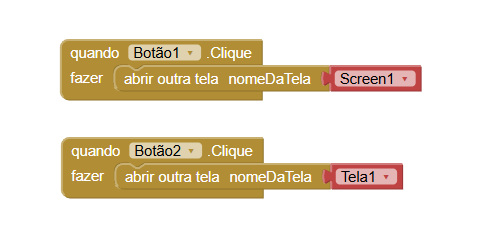 quando Botão1 .Clique
fazer abrir outra tela nomeDaTela Screen1
quando Botão2 .Clique
fazer abrir outra tela nomeDaTela Tela1